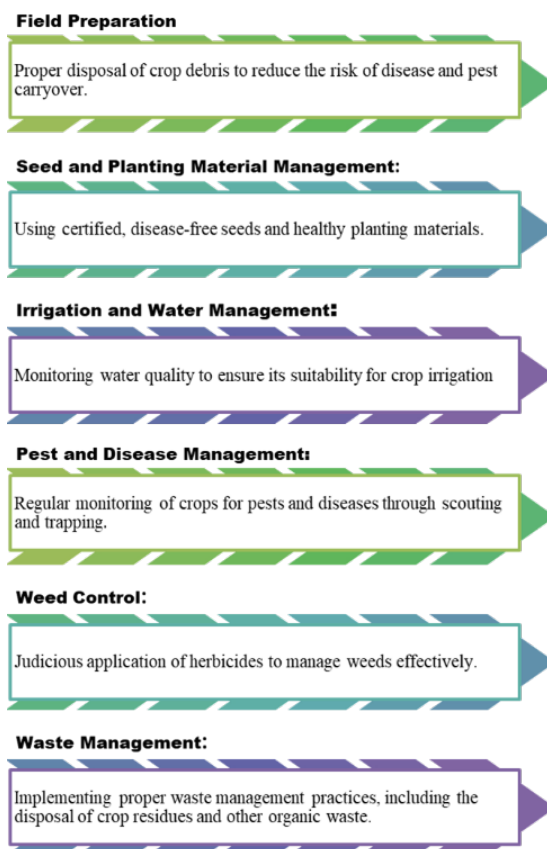 Field Preparation
Proper disposal of crop debris to reduce the risk of disease and pest
carryover.
Seed and Planting Material Management:
Using certified, disease-free seeds and healthy planting materials.
Irrigation and Water Management:
Monitoring water quality to ensure its suitability for crop irrigation
Pest and Disease Management:
Regular monitoring of crops for pests and diseases through scouting
and trapping.
Weed Control:
Judicious application of herbicides to manage weeds effectively.
Waste Management:
Implementing proper waste management practices, including the
disposal of crop residues and other organic waste.